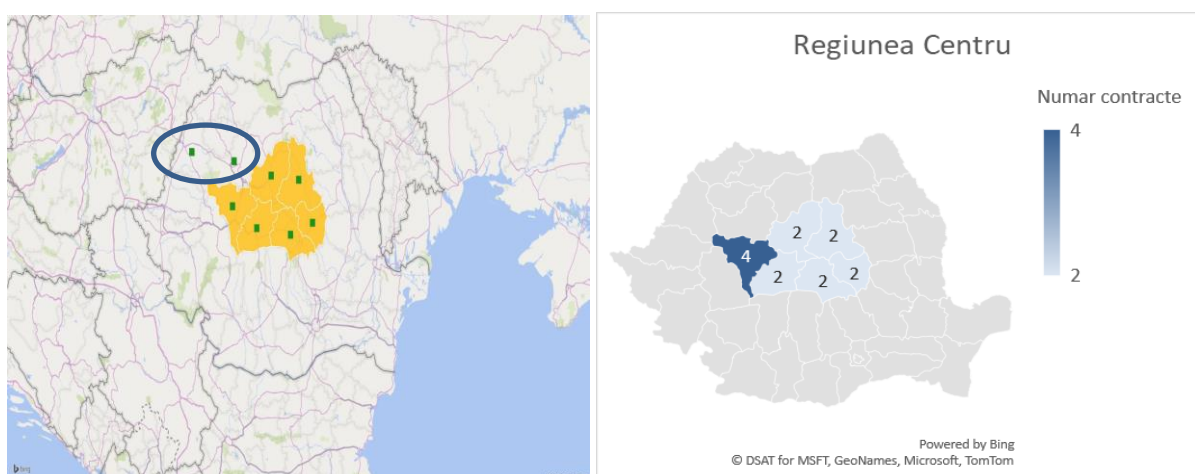 bing
Regiunea Centru
Numar contracte
4
2
2
2
4
2
2
2
Powered by Bing
© DSAT for MSFT, GeoNames, Microsoft, TomTom